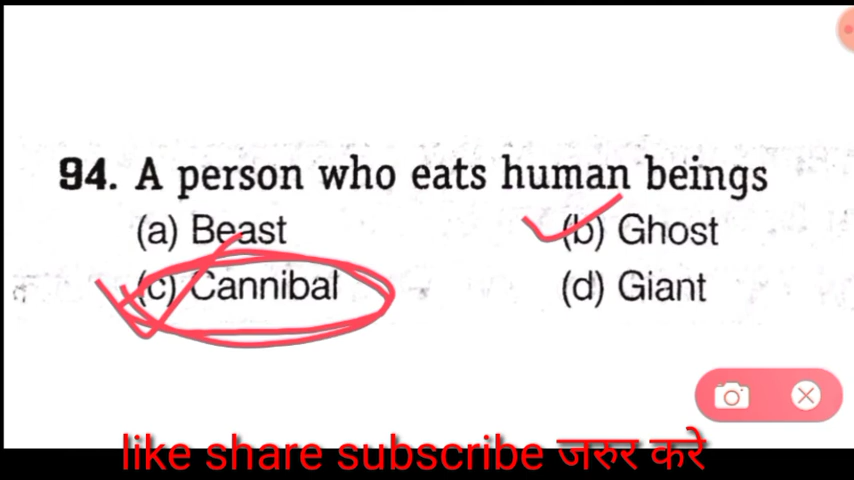 94. A person who eats human beings
(a) Beast (b) Ghost
(c) Cannibal (d) Giant
like share subscribe जरुर करे